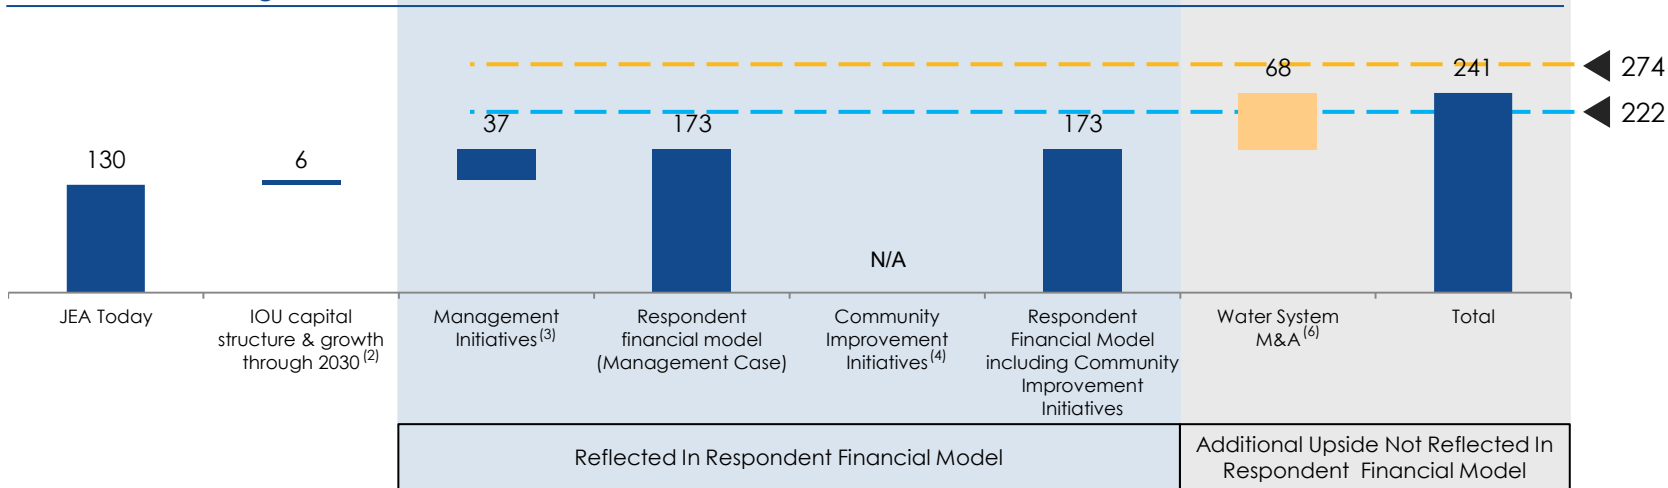 274
68
241
222
37
173
173
130
6
N/A
JEA Today
IOU capital
structure & growth
through 2030 (2)
Management
Initiatives (3)
Respondent
financial model
(Management Case)
Community
Improvement
Initiatives (4)
Respondent
Financial Model
including Community
Improvement
Initiatives
Water System
M&A (6)
Total
Reflected In Respondent Financial Model
Additional Upside Not Reflected In
Respondent Financial Model